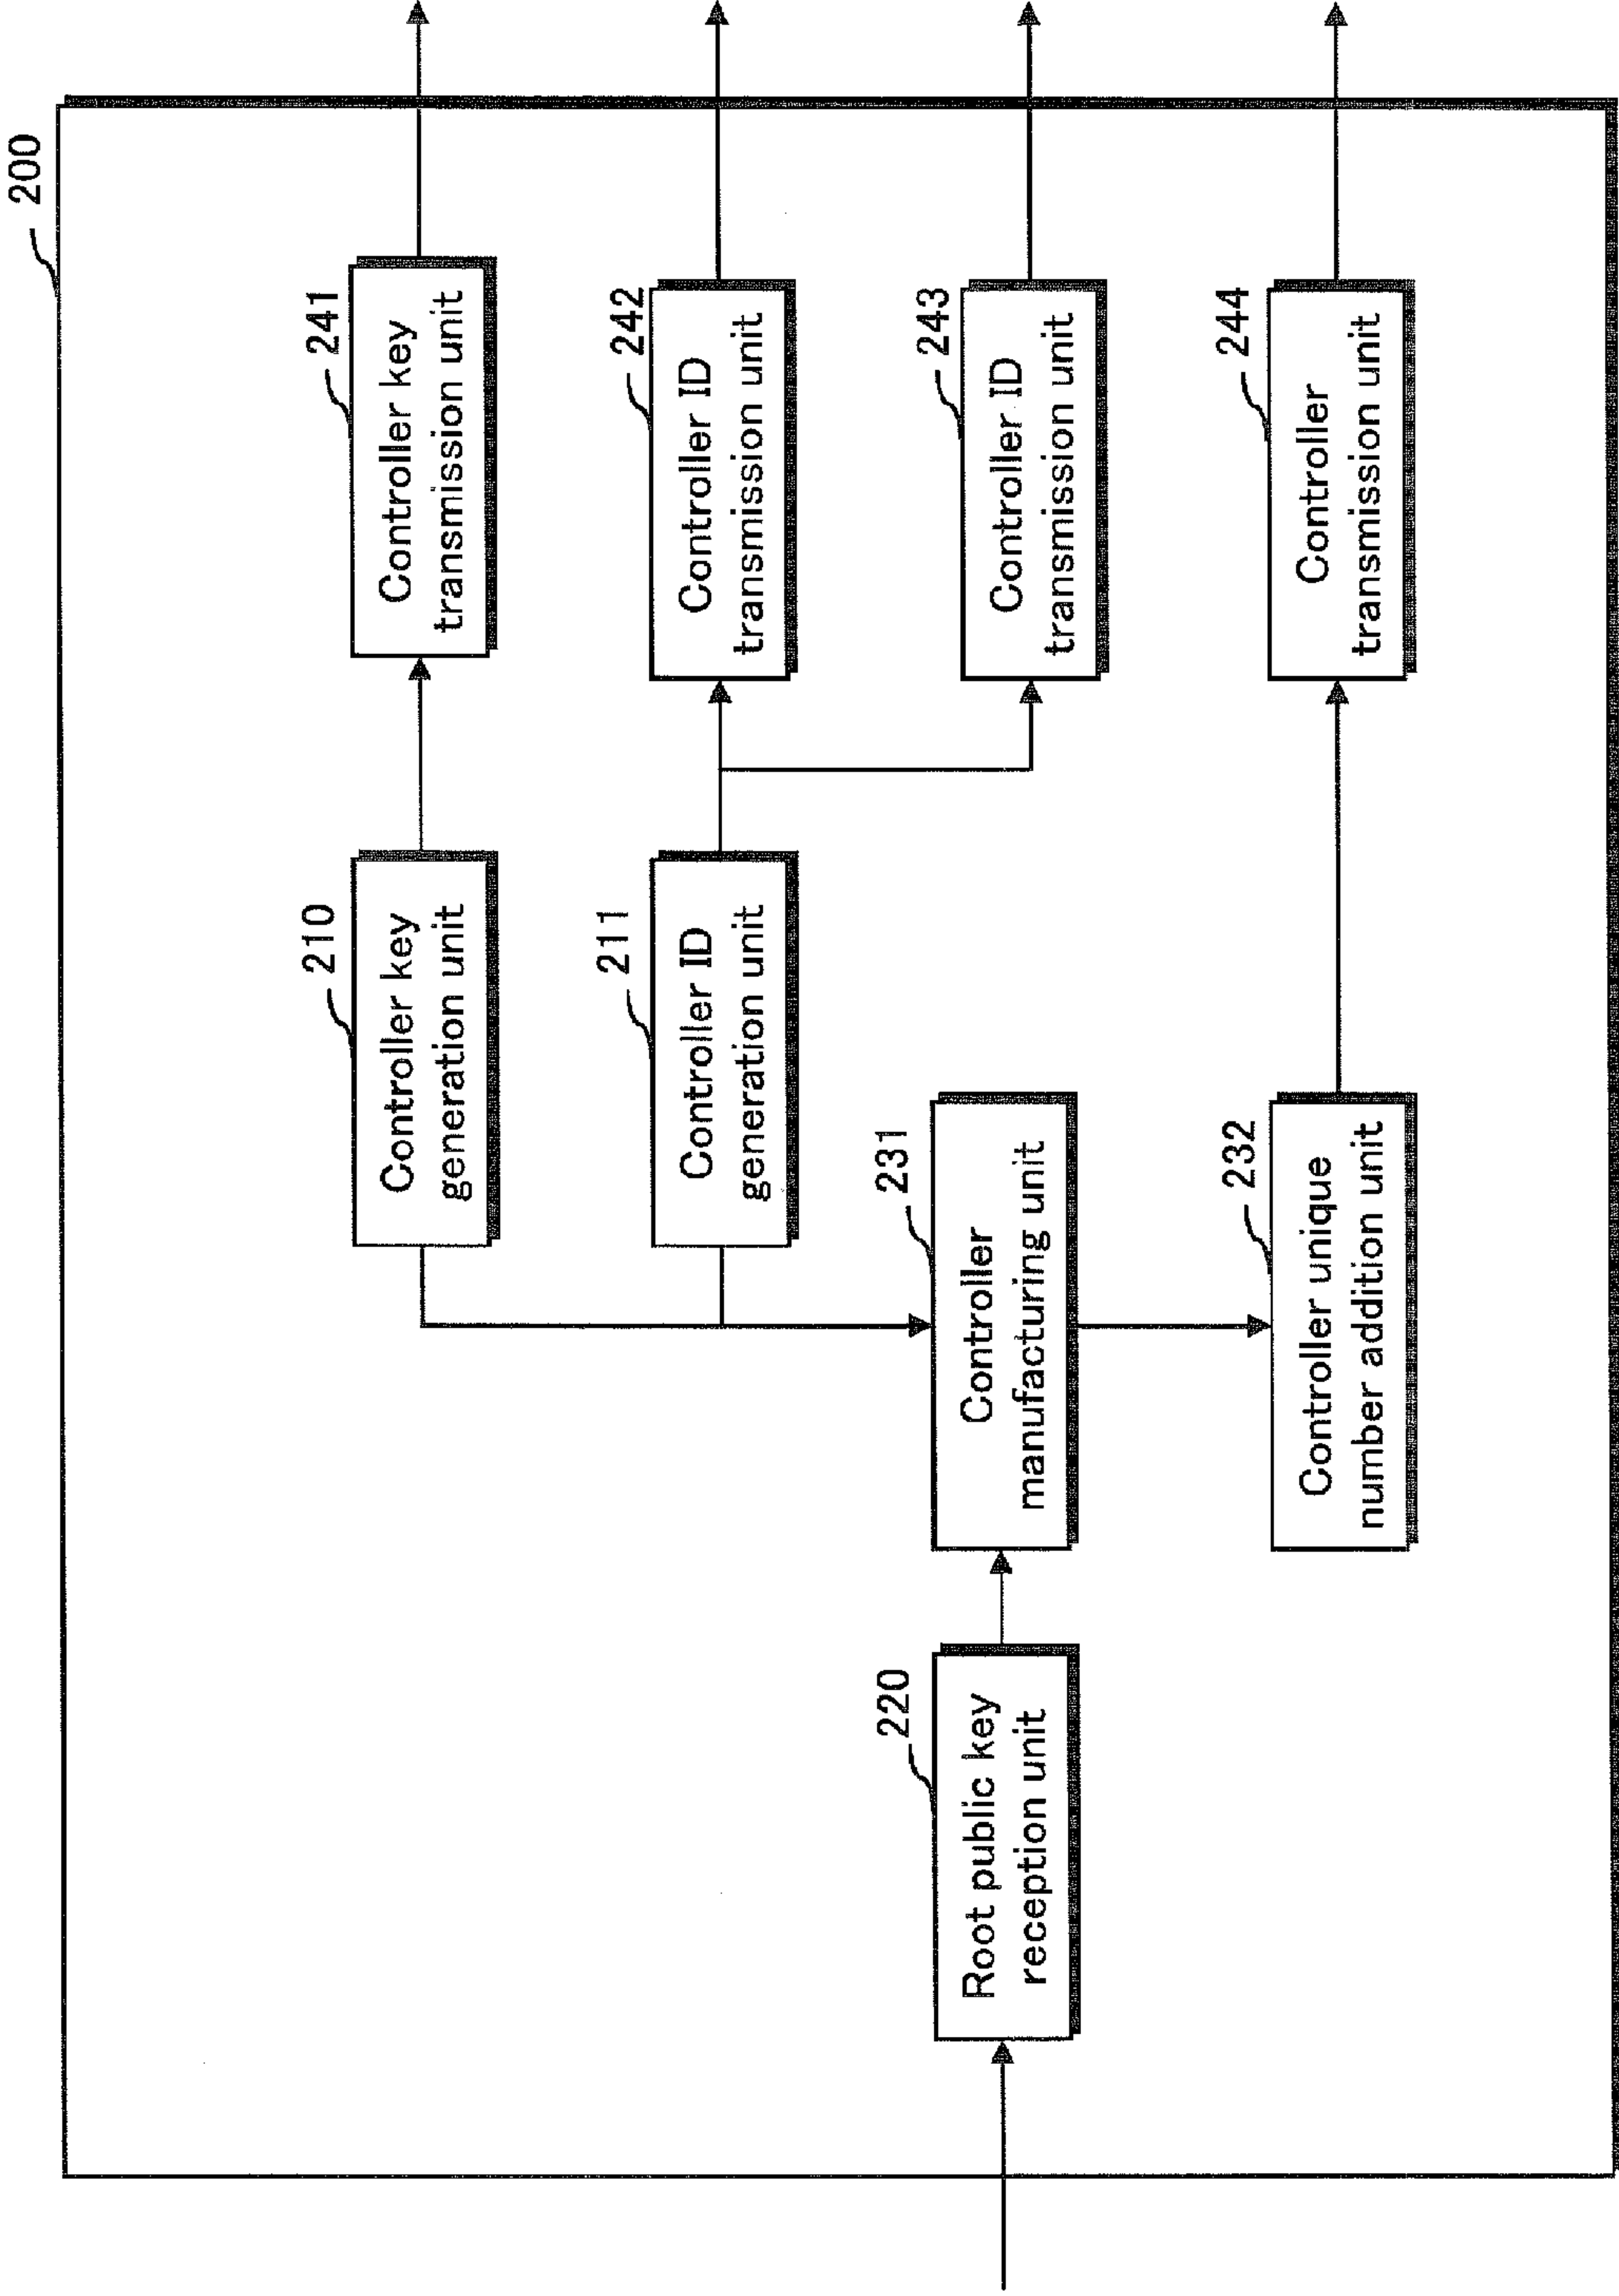 200
241
Controller key
transmission unit
242
Controller ID
transmission unit
243
Controller ID
transmission unit
244
Controller
transmission unit
210
Controller key
generation unit
211
Controller ID
generation unit
231
Controller
manufacturing unit
232
Controller unique
number addition unit
220
Root public key
reception unit